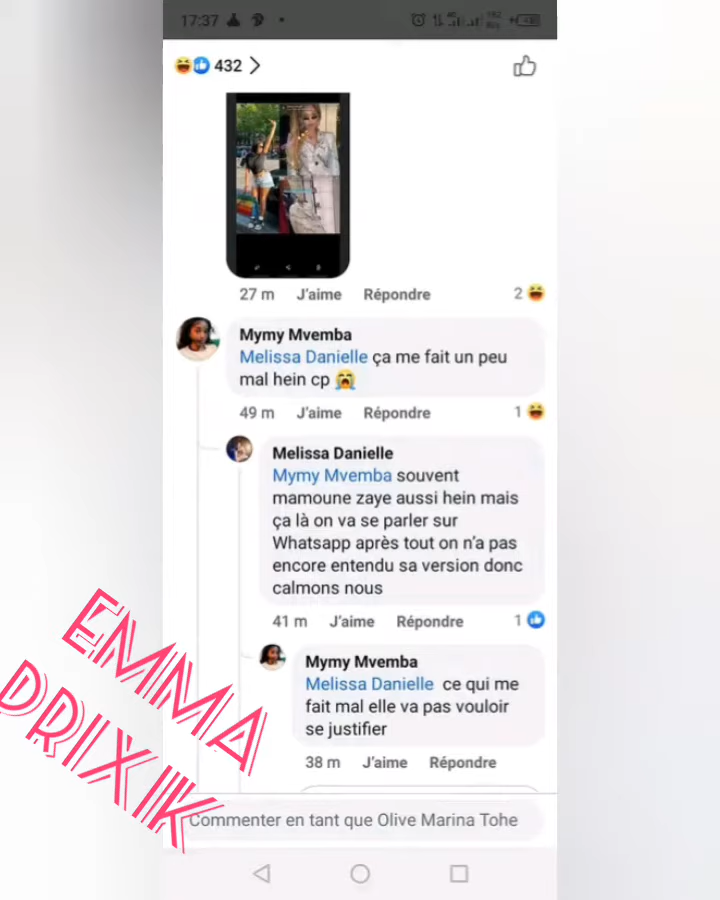 17:37
432
27 m J'aime Répondre 2
Mymy Mvemba
Melissa Danielle ça me fait un peu
mal hein cp 😭
49 m J'aime Répondre 1
Melissa Danielle
Mymy Mvemba souvent
mamoune zaye aussi hein mais
ça là on va se parler sur
Whatsapp après tout on n'a pas
encore entendu sa version donc
calmons nous
41 m J'aime Répondre 1
Mymy Mvemba
Melissa Danielle ce qui me
fait mal elle va pas vouloir
se justifier
38 m J'aime Répondre
Commenter en tant que Olive Marina Tohe
EMMA
DRIXIK